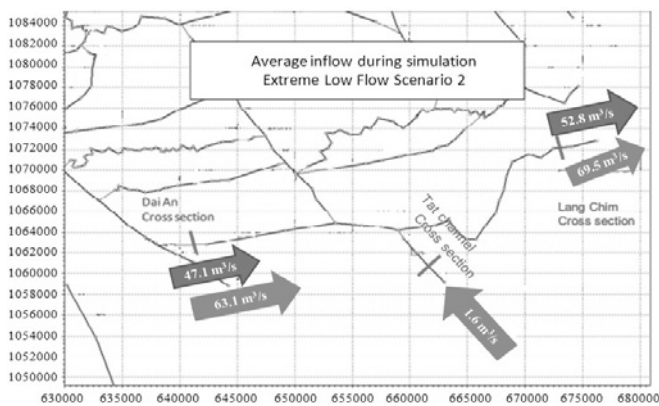 1084000
1082000
1080000
1078000
1076000
1074000
1072000
1070000
1068000
1066000
1064000
1062000
1060000
1058000
1056000
1054000
1052000
1050000
Average inflow during simulation
Extreme Low Flow Scenario 2
52.8 m³/s
69.5 m³/s
Lang Chim
Cross section
Dai An
Cross section
Tat channel
Cross section
47.1 m³/s
63.1 m³/s
1.6 m³/s
630000 635000 640000 645000 650000 655000 660000 665000 670000 675000 680000